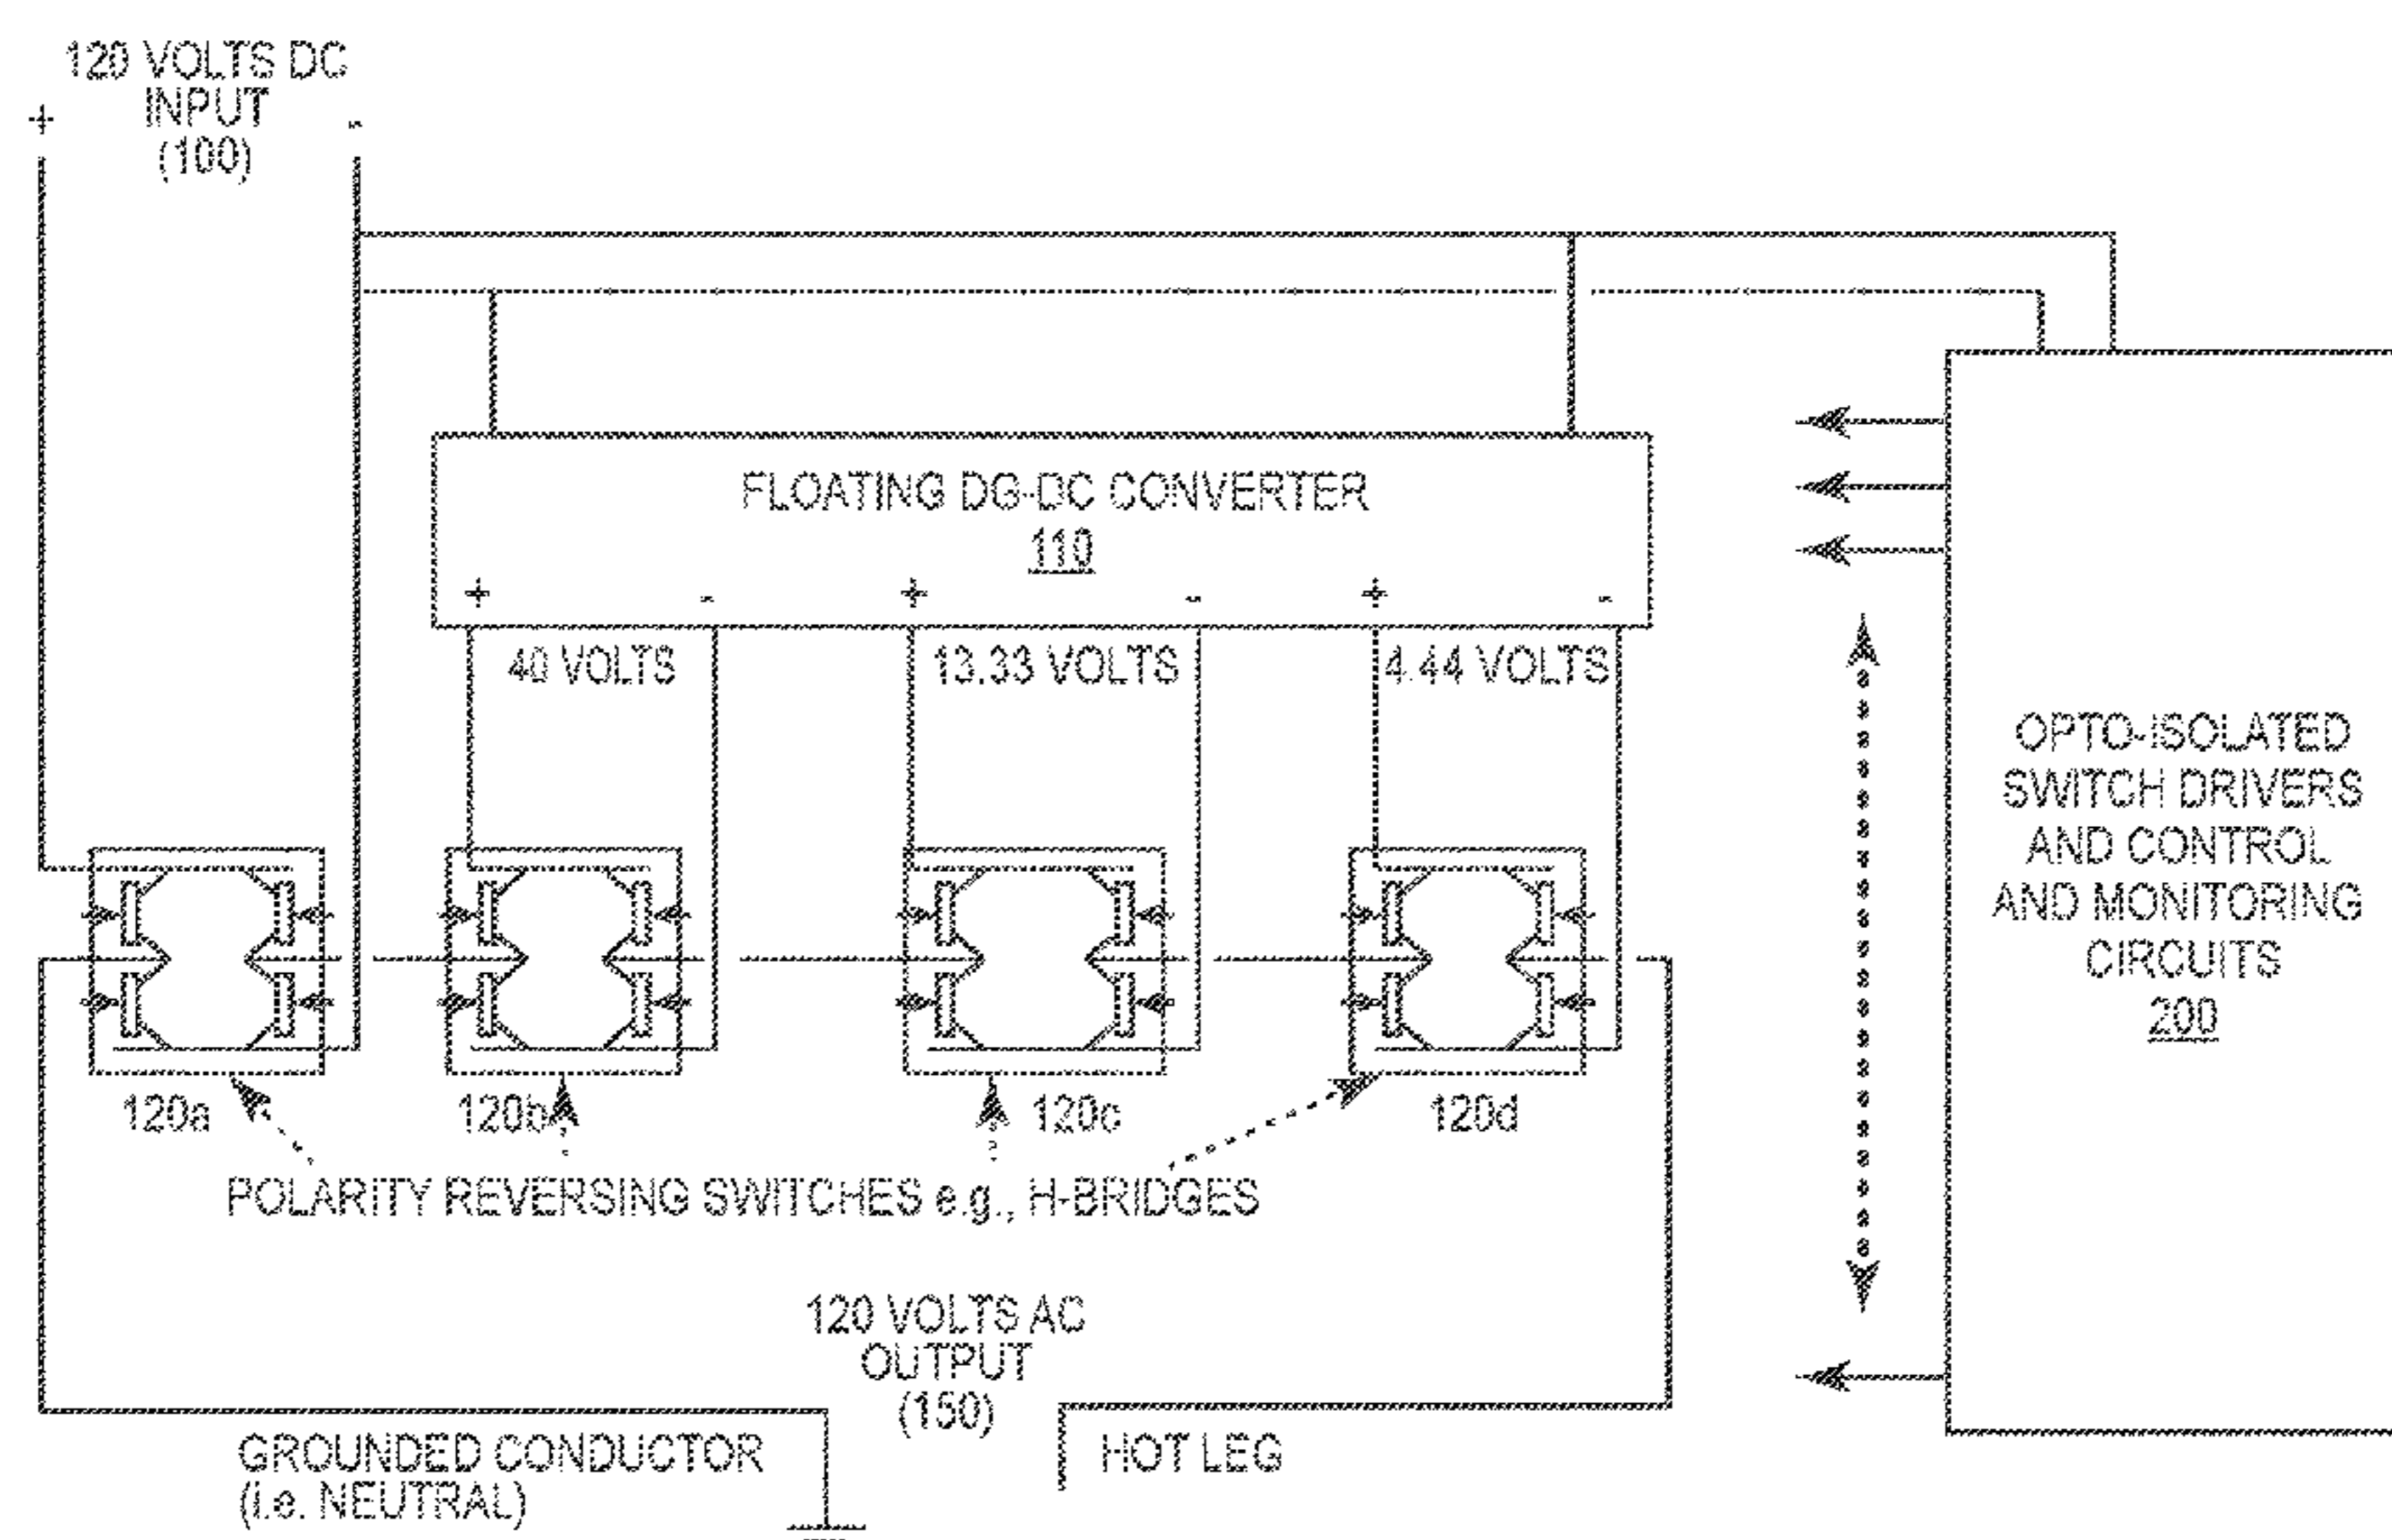 120 VOLTS DC
INPUT
(100)
+ -
FLOATING DG-DC CONVERTER
110
+ - + - + -
40 VOLTS
13.33 VOLTS
4.44 VOLTS
OPTO-ISOLATED
SWITCH DRIVERS
AND CONTROL
AND MONITORING
CIRCUITS
200
120a
120b
120c
120d
POLARITY REVERSING SWITCHES e.g., H-BRIDGES
120 VOLTS AC
OUTPUT
(150)
GROUNDED CONDUCTOR
(i.e. NEUTRAL)
HOT LEG